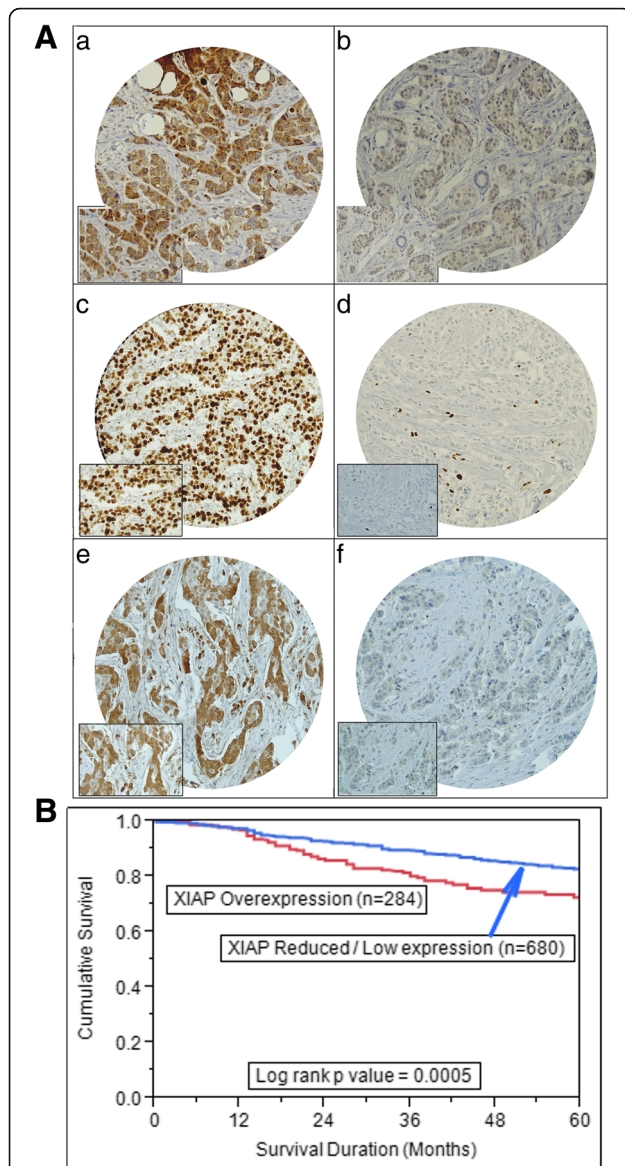 A
a
b
c
d
e
f
B
1.0
0.8
0.6
0.4
0.2
0.0
Cumulative Survival
XIAP Overexpression (n=284)
XIAP Reduced / Low expression (n=680)
Log rank p value = 0.0005
0 12 24 36 48 60
Survival Duration (Months)